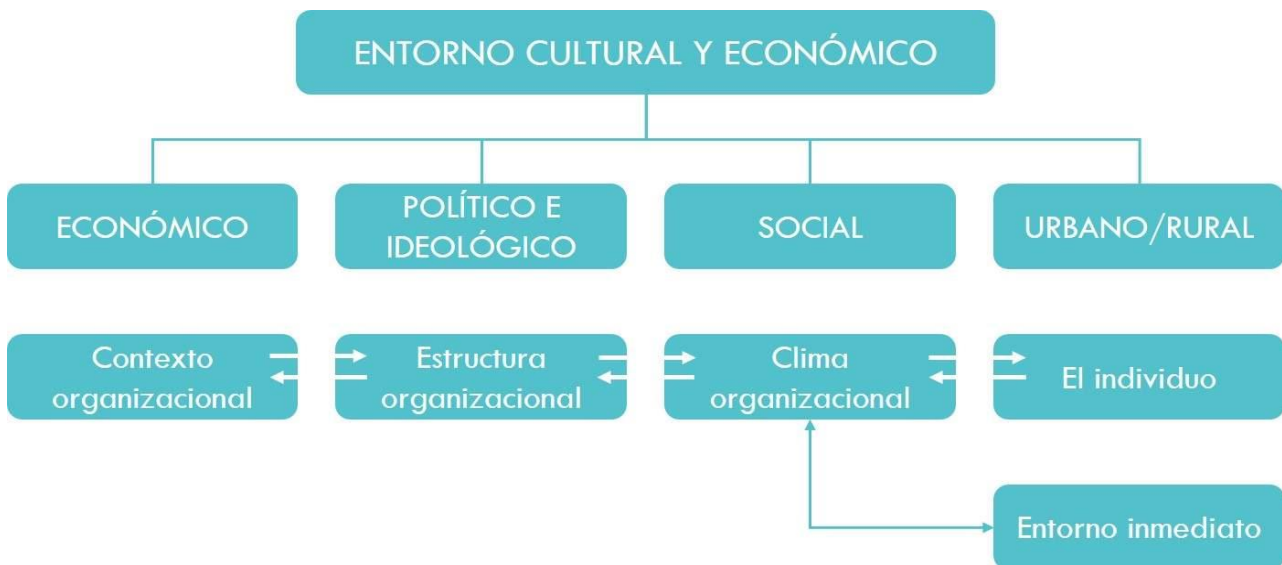 ENTORNO CULTURAL Y ECONÓMICO
ECONÓMICO
POLÍTICO E
IDEOLÓGICO
SOCIAL
URBANO/RURAL
Contexto
organizacional
Estructura
organizacional
Clima
organizacional
El individuo
Entorno inmediato